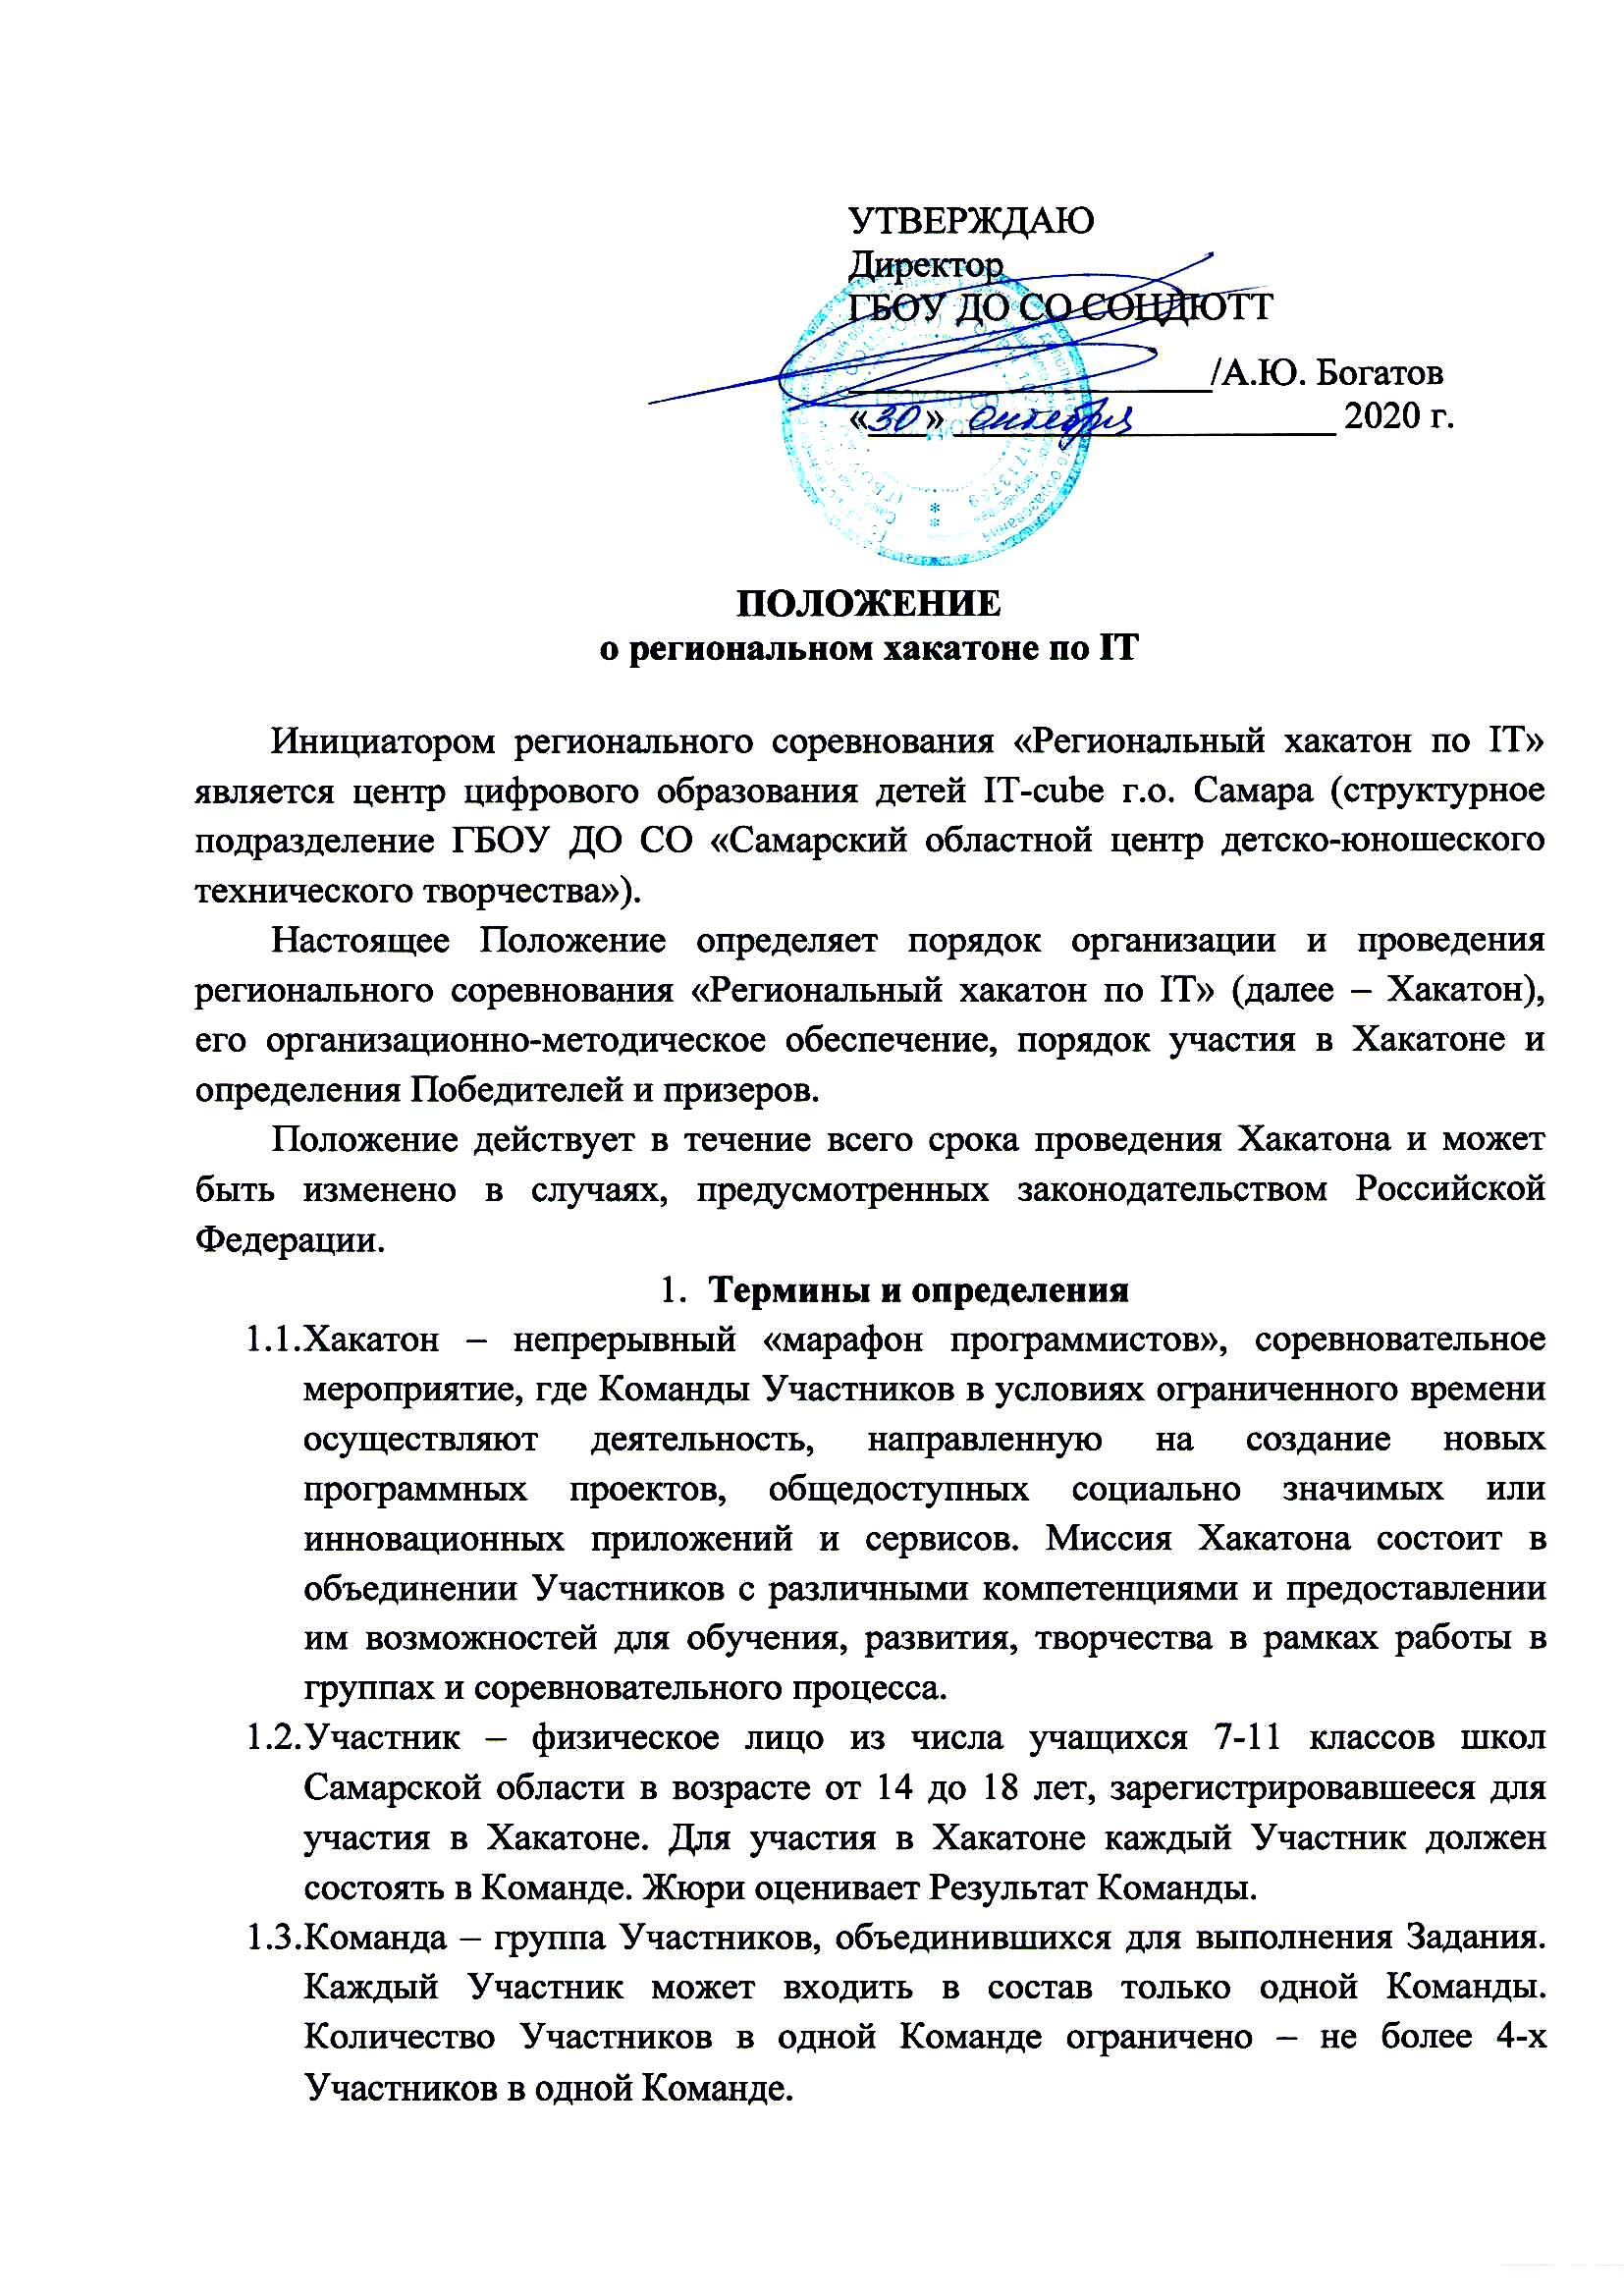 УТВЕРЖДАЮ
Директор
ГБОУ ДО СО СОЦДЮТТ
/А.Ю. Богатов
«30» октября 2020 г.
ПОЛОЖЕНИЕ
о региональном хакатоне по IT
Инициатором регионального соревнования «Региональный хакатон по IT»
является центр цифрового образования детей IT-cube г.о. Самара (структурное
подразделение ГБОУ ДО СО «Самарский областной центр детско-юношеского
технического творчества»).
Настоящее Положение определяет порядок организации и проведения
регионального соревнования «Региональный хакатон по IT» (далее – Хакатон),
его организационно-методическое обеспечение, порядок участия в Хакатоне и
определения Победителей и призеров.
Положение действует в течение всего срока проведения Хакатона и может
быть изменено в случаях, предусмотренных законодательством Российской
Федерации.
1. Термины и определения
1.1.Хакатон – непрерывный «марафон программистов», соревновательное
мероприятие, где Команды Участников в условиях ограниченного времени
осуществляют деятельность, направленную на создание новых
программных проектов, общедоступных социально значимых или
инновационных приложений и сервисов. Миссия Хакатона состоит в
объединении Участников с различными компетенциями и предоставлении
им возможностей для обучения, развития, творчества в рамках работы в
группах и соревновательного процесса.
1.2.Участник – физическое лицо из числа учащихся 7-11 классов школ
Самарской области в возрасте от 14 до 18 лет, зарегистрировавшееся для
участия в Хакатоне. Для участия в Хакатоне каждый Участник должен
состоять в Команде. Жюри оценивает Результат Команды.
1.3.Команда – группа Участников, объединившихся для выполнения Задания.
Каждый Участник может входить в состав только одной Команды.
Количество Участников в одной Команде ограничено – не более 4-х
Участников в одной Команде.